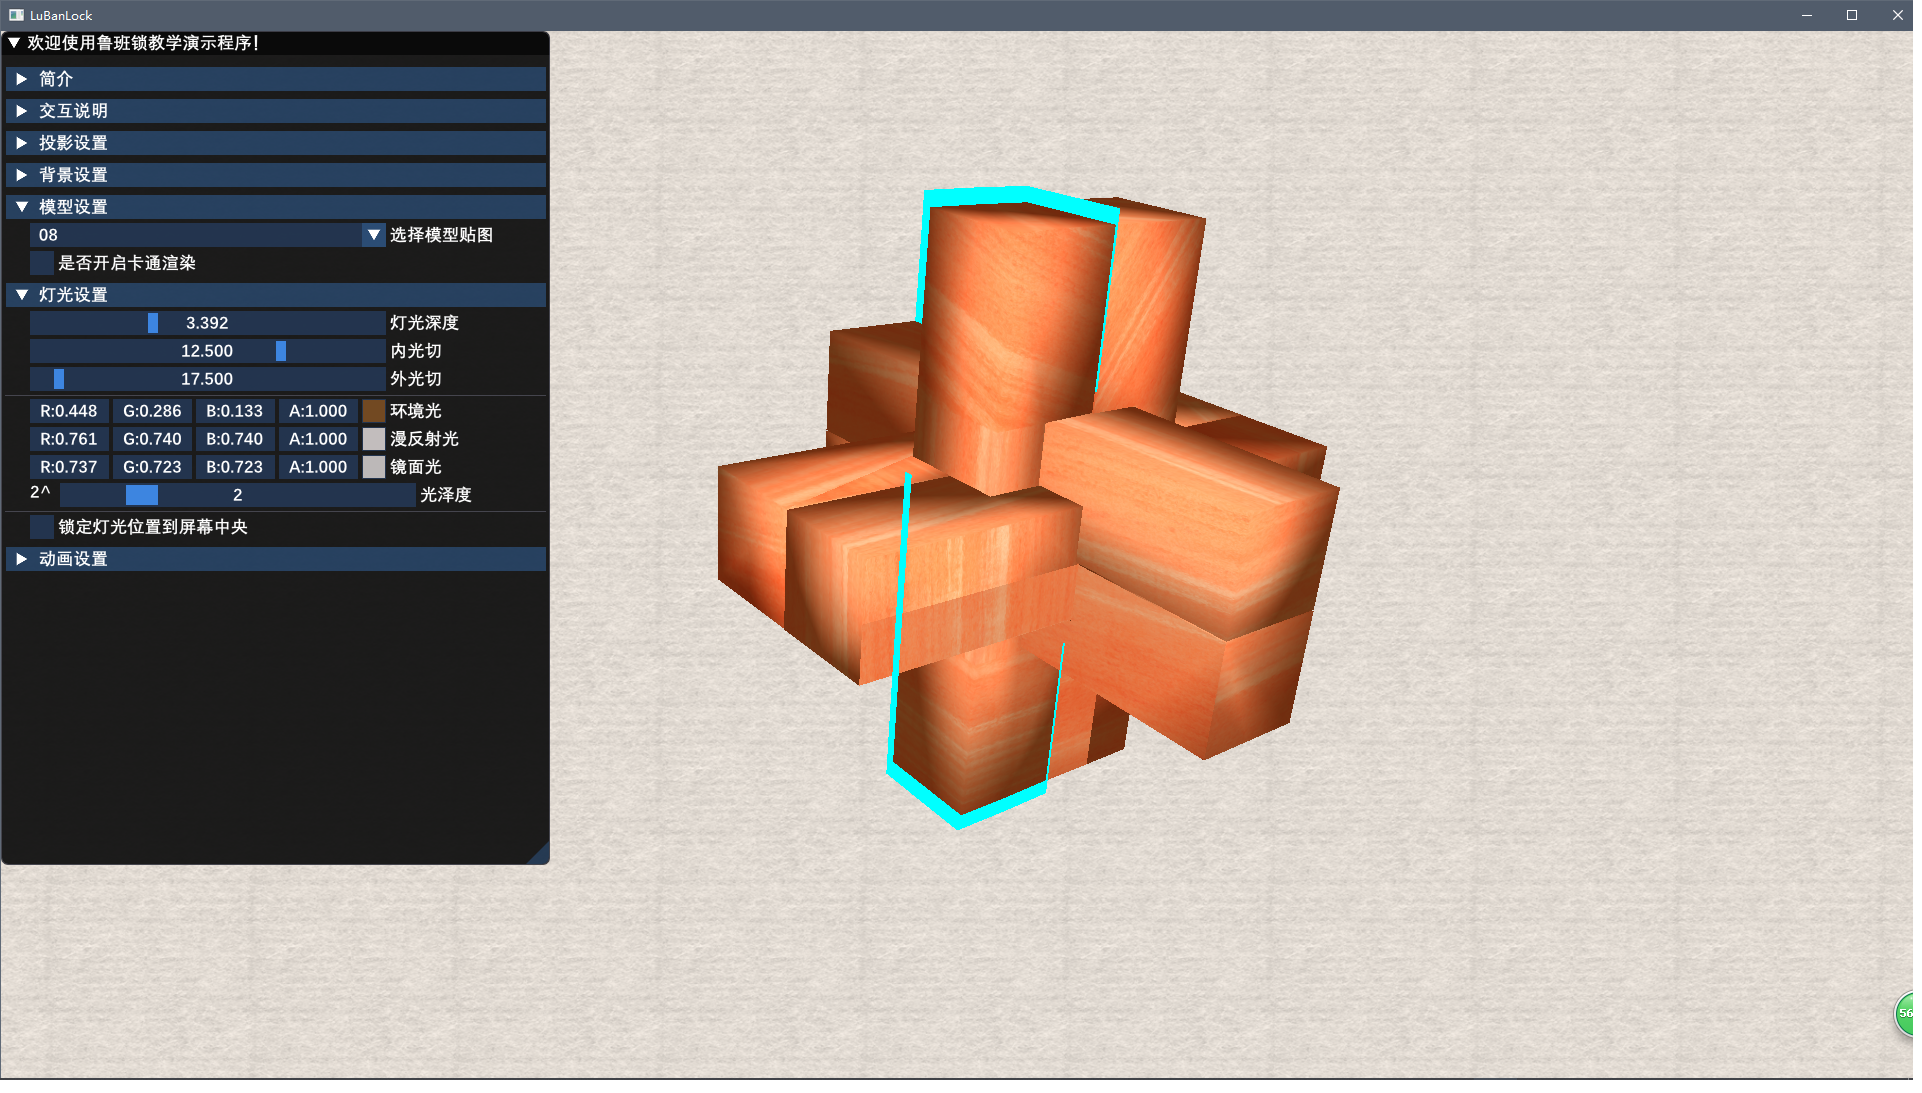 LuBanLock
欢迎使用鲁班锁教学演示程序!
简介
交互说明
投影设置
背景设置
模型设置
08 选择模型贴图
是否开启卡通渲染
灯光设置
3.392 灯光深度
12.500 内光切
17.500 外光切
R:0.448 G:0.286 B:0.133 A:1.000 环境光
R:0.761 G:0.740 B:0.740 A:1.000 漫反射光
R:0.737 G:0.723 B:0.723 A:1.000 镜面光
2^ 2 光泽度
锁定灯光位置到屏幕中央
动画设置
56